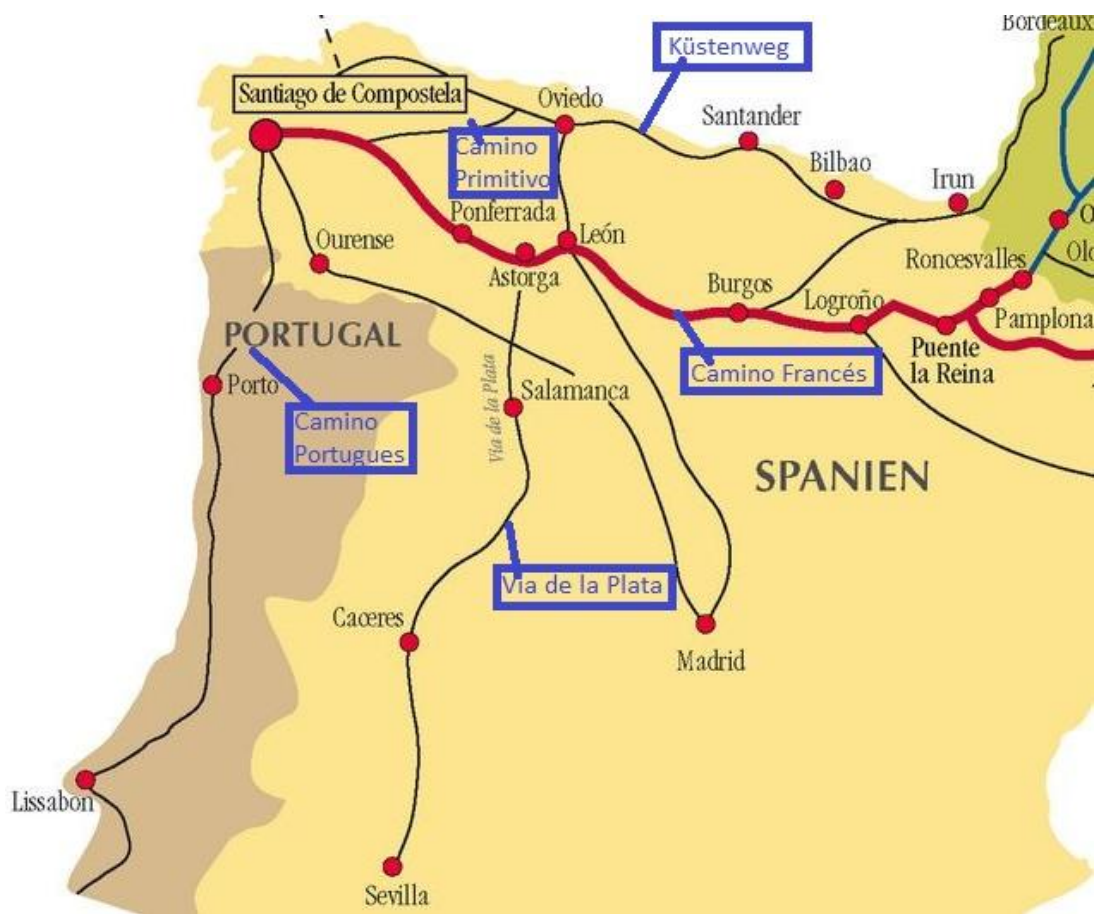 Bordeaux
Küstenweg
Santiago de Compostela
Oviedo
Santander
Camino
Primitivo
Bilbao
Irun
Ponferrada
León
Ourense
Astorga
Roncesvalles
Burgos
Logroño
Pamplona
PORTUGAL
Puente
la Reina
Camino Francés
Porto
Salamanca
Via de la Plata
Camino
Portugues
SPANIEN
Via de la Plata
Caceres
Madrid
Lissabon
Sevilla